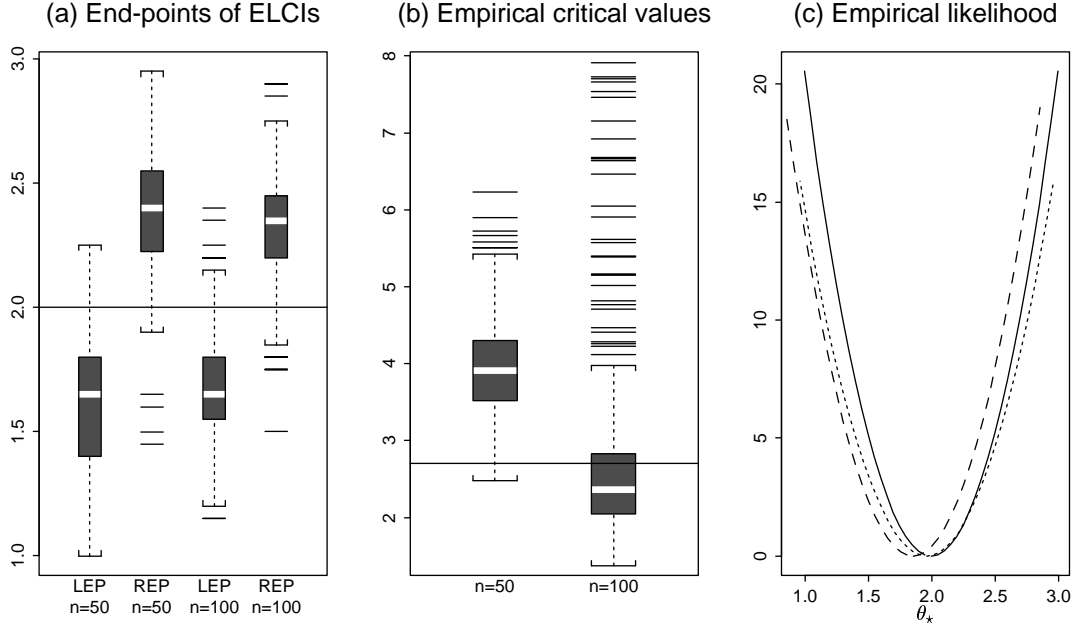 (a) End-points of ELCIs
3.0
2.5
2.0
1.5
1.0
LEP REP LEP REP
n=50 n=50 n=100 n=100
(b) Empirical critical values
8
7
6
5
4
3
2
n=50 n=100
(c) Empirical likelihood
20
15
10
5
0
1.0 1.5 2.0 2.5 3.0
θ⋆